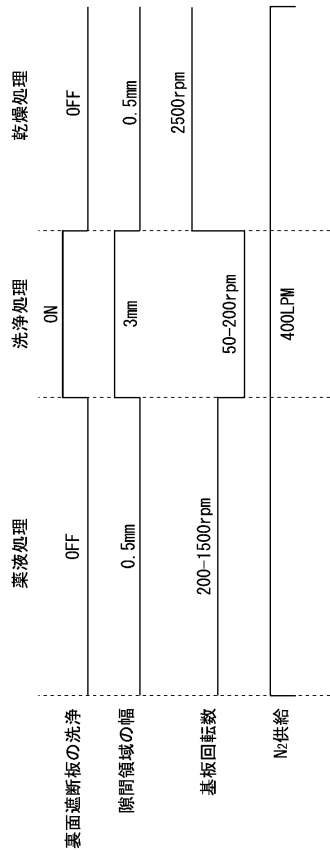 薬液処理 洗浄処理 乾燥処理
裏面遮断板の洗浄 OFF ON OFF
隙間領域の幅 0.5mm 3mm 0.5mm
基板回転数 200-1500rpm 50-200rpm 2500rpm
N2供給 400LPM